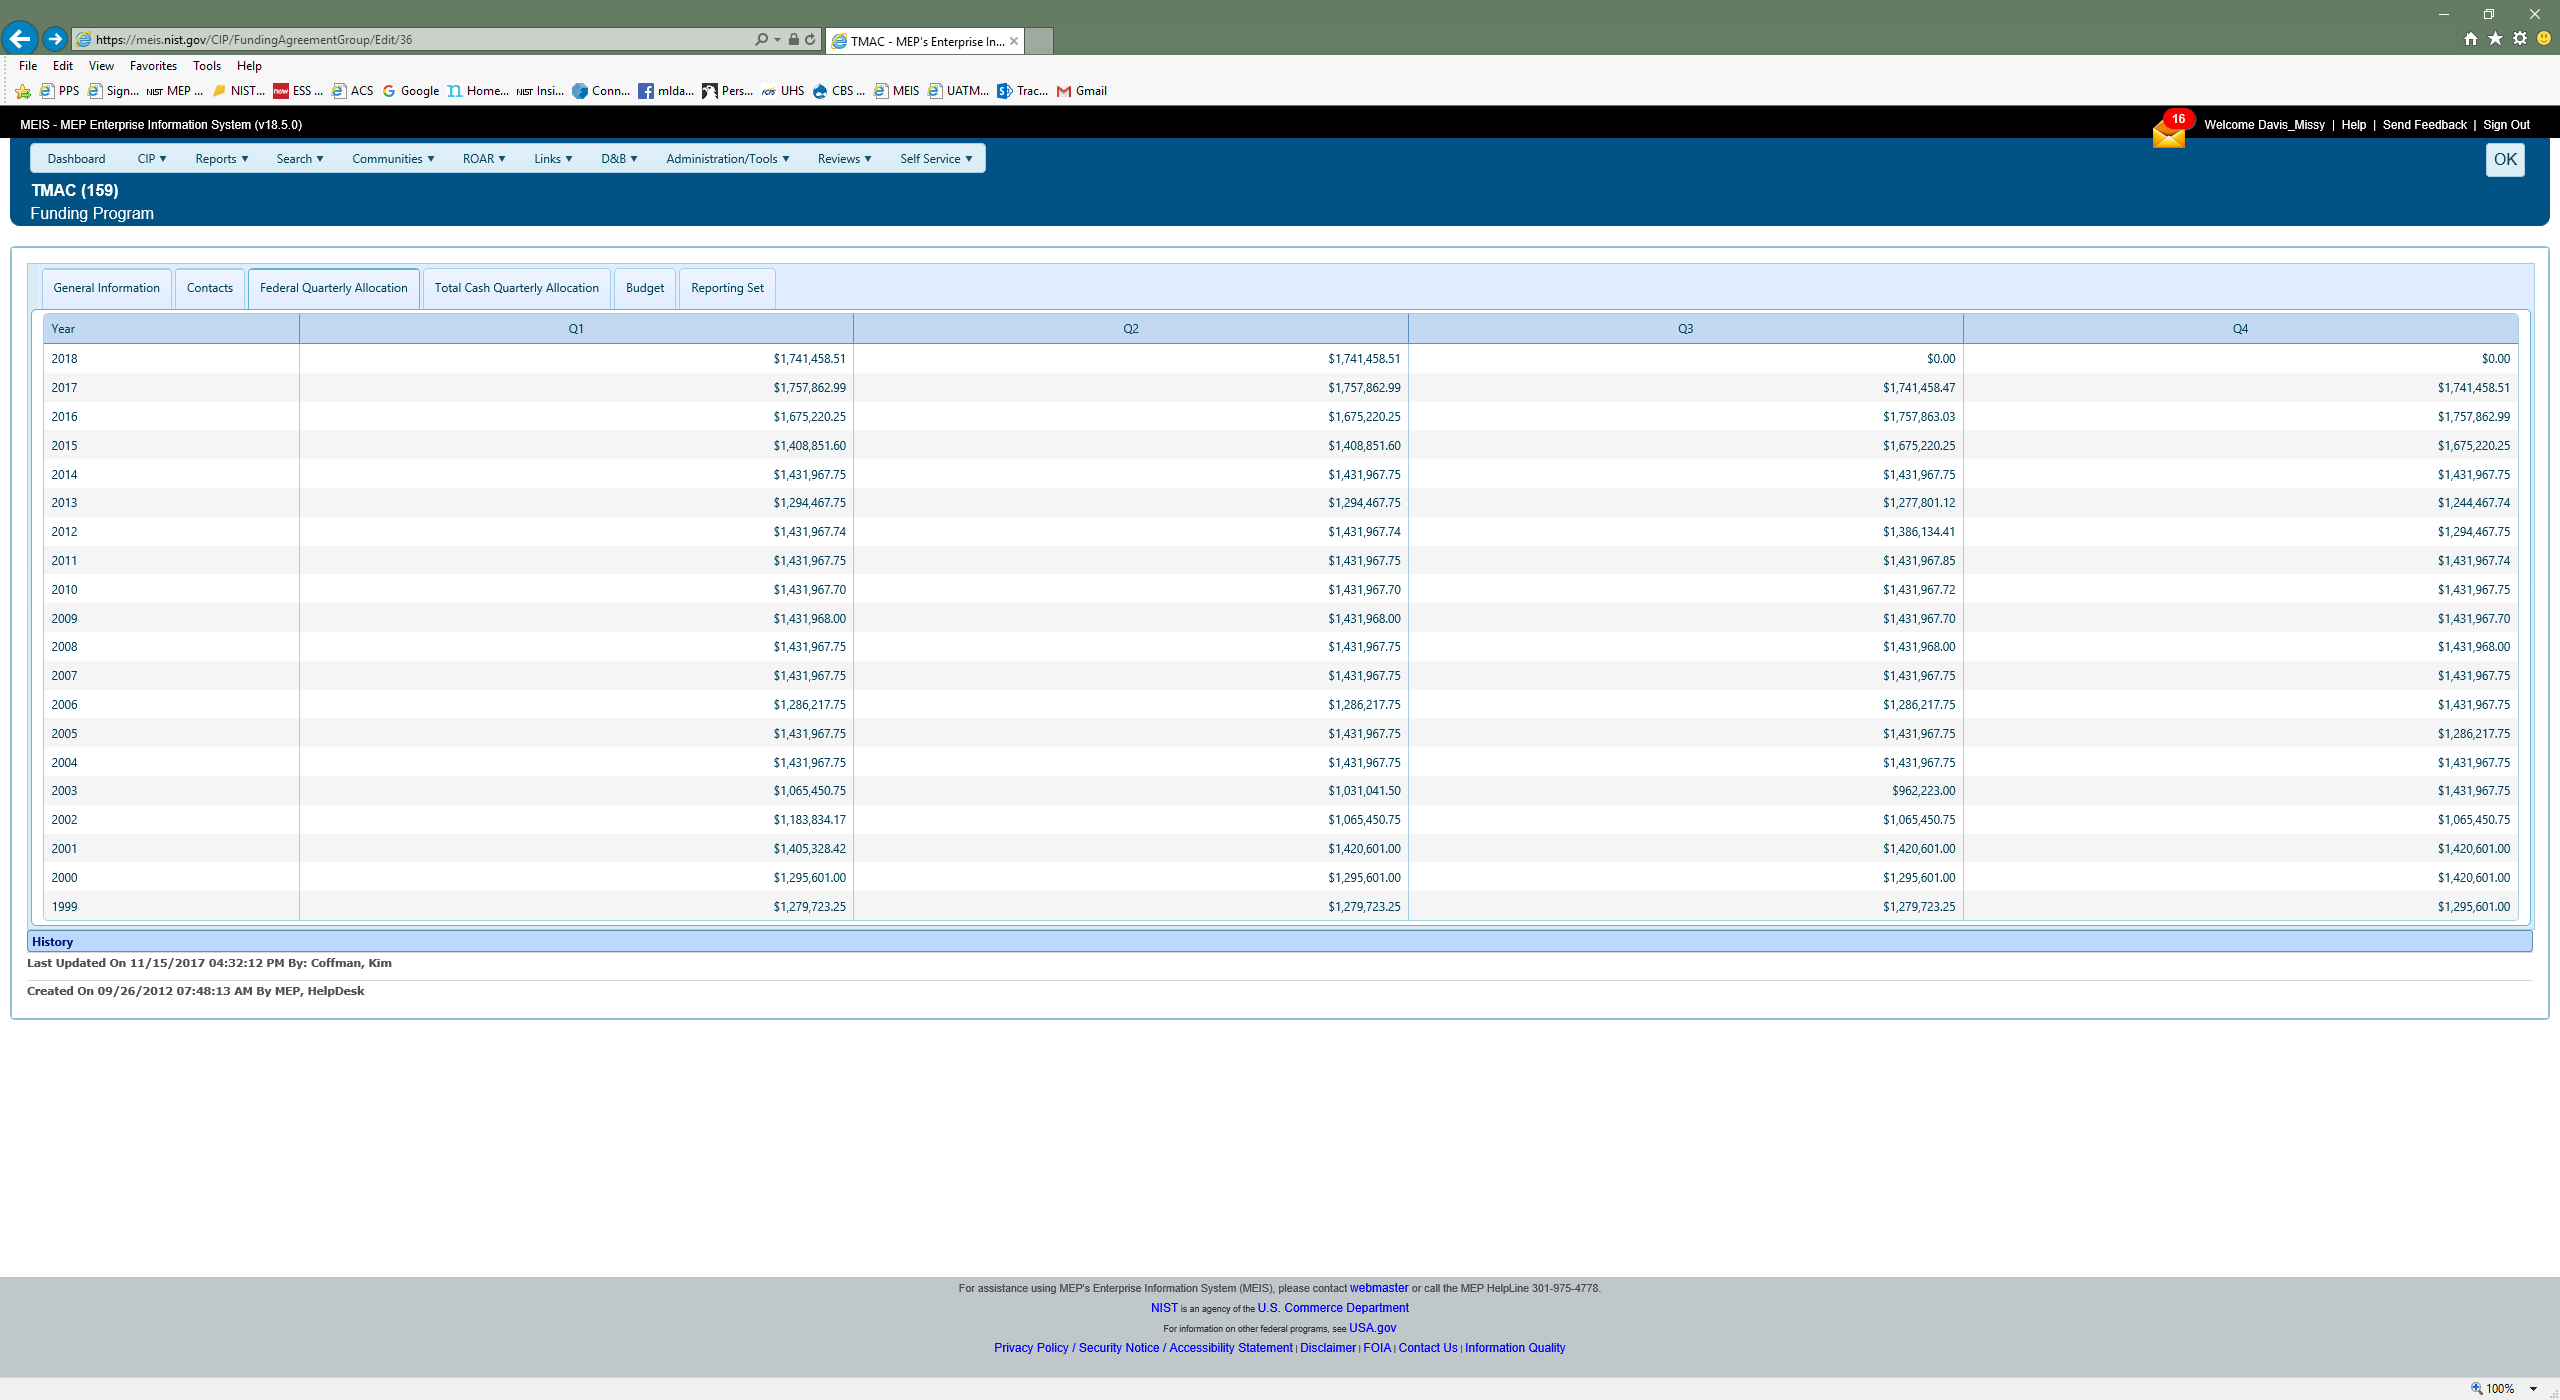 https://meis.nist.gov/CIP/FundingAgreementGroup/Edit/36
TMAC - MEP's Enterprise In...
File Edit View Favorites Tools Help
PPS Sign... NIST MEP ... NIST... new ESS ... ACS Google Home... NIST Insi... Conn... mlda... Pers... UHS CBS ... MEIS UATM... Trac... Gmail
MEIS - MEP Enterprise Information System (v18.5.0)
16 Welcome Davis_Missy | Help | Send Feedback | Sign Out
Dashboard CIP ▼ Reports ▼ Search ▼ Communities ▼ ROAR ▼ Links ▼ D&B ▼ Administration/Tools ▼ Reviews ▼ Self Service ▼
OK
TMAC (159)
Funding Program
General Information Contacts Federal Quarterly Allocation Total Cash Quarterly Allocation Budget Reporting Set
Year Q1 Q2 Q3 Q4
2018 $1,741,458.51 $1,741,458.51 $0.00 $0.00
2017 $1,757,862.99 $1,757,862.99 $1,741,458.47 $1,741,458.51
2016 $1,675,220.25 $1,675,220.25 $1,757,863.03 $1,757,862.99
2015 $1,408,851.60 $1,408,851.60 $1,675,220.25 $1,675,220.25
2014 $1,431,967.75 $1,431,967.75 $1,431,967.75 $1,431,967.75
2013 $1,294,467.75 $1,294,467.75 $1,277,801.12 $1,244,467.74
2012 $1,431,967.74 $1,431,967.74 $1,386,134.41 $1,294,467.75
2011 $1,431,967.75 $1,431,967.75 $1,431,967.85 $1,431,967.74
2010 $1,431,967.70 $1,431,967.70 $1,431,967.72 $1,431,967.75
2009 $1,431,968.00 $1,431,968.00 $1,431,967.70 $1,431,967.70
2008 $1,431,967.75 $1,431,967.75 $1,431,968.00 $1,431,968.00
2007 $1,431,967.75 $1,431,967.75 $1,431,967.75 $1,431,967.75
2006 $1,286,217.75 $1,286,217.75 $1,286,217.75 $1,431,967.75
2005 $1,431,967.75 $1,431,967.75 $1,431,967.75 $1,286,217.75
2004 $1,431,967.75 $1,431,967.75 $1,431,967.75 $1,431,967.75
2003 $1,065,450.75 $1,031,041.50 $962,223.00 $1,431,967.75
2002 $1,183,834.17 $1,065,450.75 $1,065,450.75 $1,065,450.75
2001 $1,405,328.42 $1,420,601.00 $1,420,601.00 $1,420,601.00
2000 $1,295,601.00 $1,295,601.00 $1,295,601.00 $1,420,601.00
1999 $1,279,723.25 $1,279,723.25 $1,279,723.25 $1,295,601.00
History
Last Updated On 11/15/2017 04:32:12 PM By: Coffman, Kim
Created On 09/26/2012 07:48:13 AM By MEP, HelpDesk
For assistance using MEP's Enterprise Information System (MEIS), please contact webmaster or call the MEP HelpLine 301-975-4778.
NIST is an agency of the U.S. Commerce Department
For information on other federal programs, see USA.gov
Privacy Policy / Security Notice / Accessibility Statement | Disclaimer | FOIA | Contact Us | Information Quality
100%